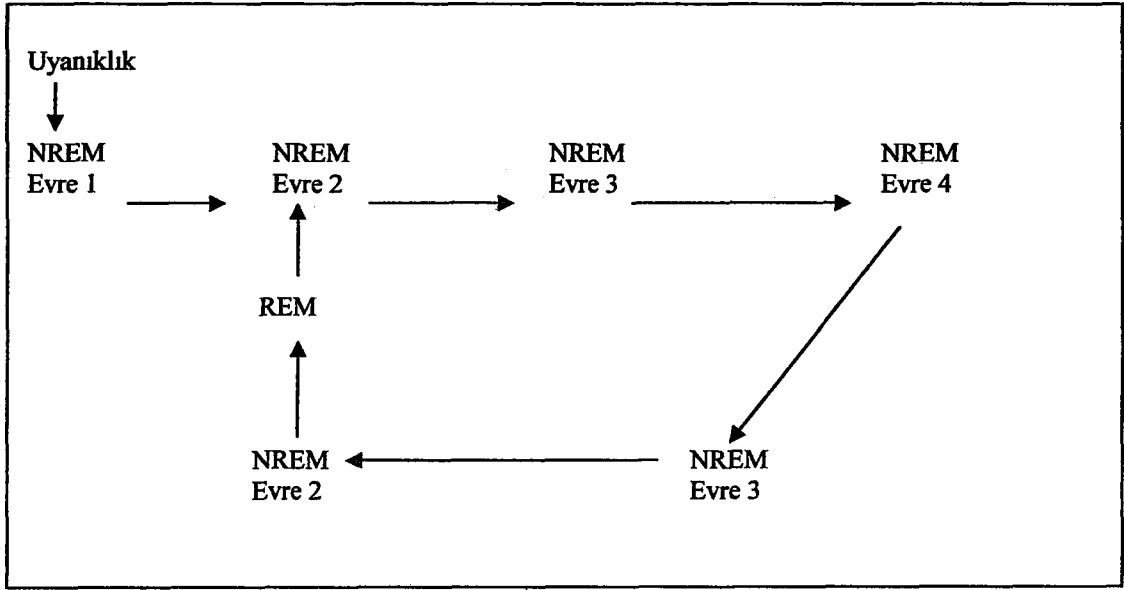 Uyanıklık
NREM
Evre 1
NREM
Evre 2
NREM
Evre 3
NREM
Evre 4
REM
NREM
Evre 2
NREM
Evre 3